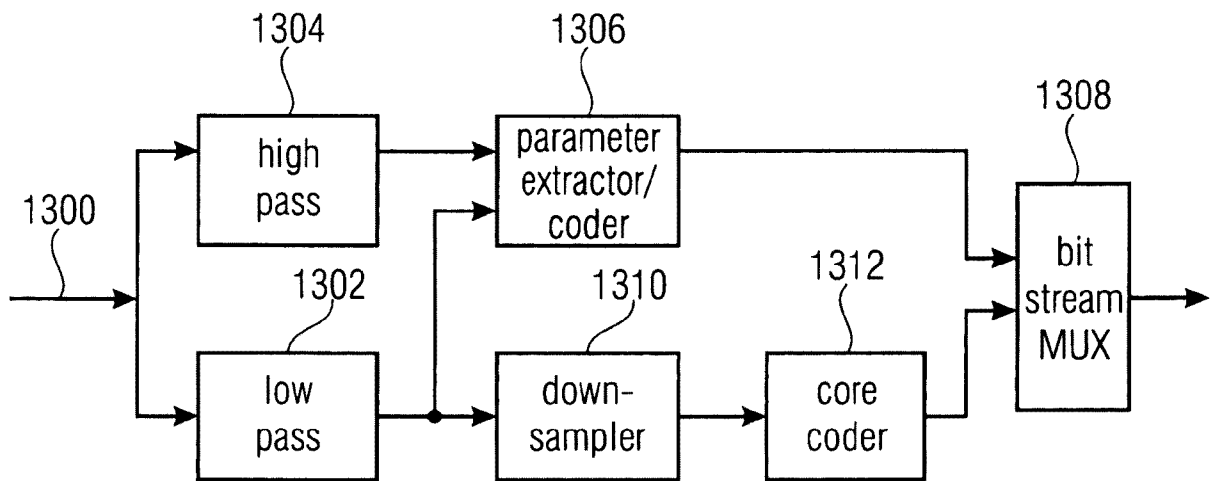 1304
1306
1308
high
pass
parameter
extractor/
coder
1300
1302
1310
1312
bit
stream
MUX
low
pass
down-
sampler
core
coder